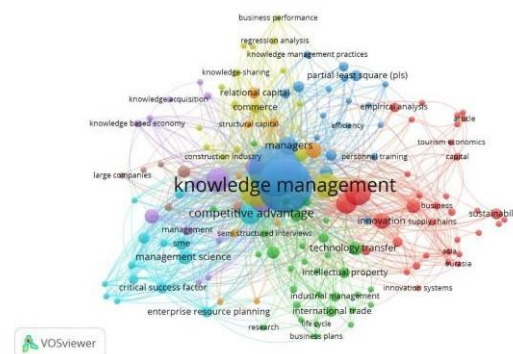 business performance
regression analysis
knowledge management practices
knowledge-sharing
partial least square (pls)
relational capital
knowledge acquisition
commerce
empirical analysis
article
knowledge based economy
structural capital
efficiency
managers
tourism economics
construction industry
personnel training
capital
large companies
knowledge management
business
competitive advantage
sustainabil
innovation
supply chains
management
semi structured interviews
sme
technology transfer
management science
asia
intellectual property
eurasia
critical success factor
industrial management
innovation systems
enterprise resource planning
international trade
research
life cycle
business plans
VOSviewer